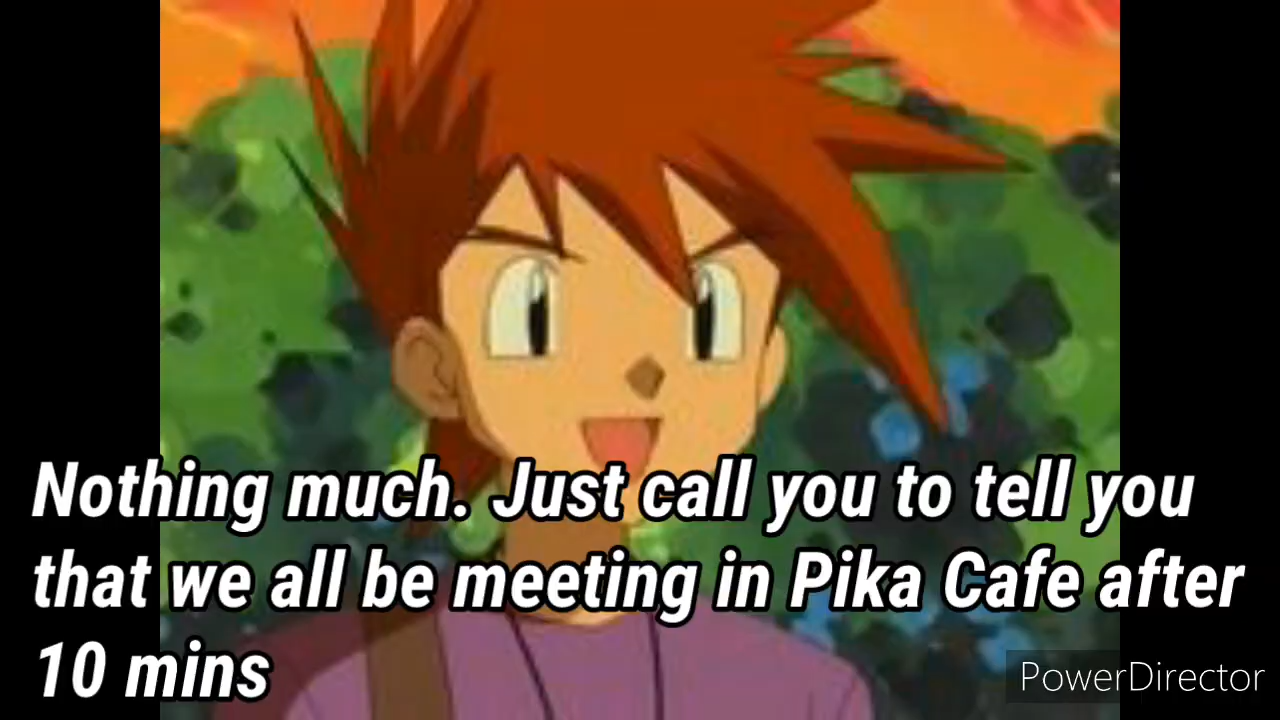 Nothing much. Just call you to tell you
that we all be meeting in Pika Cafe after
10 mins
PowerDirector